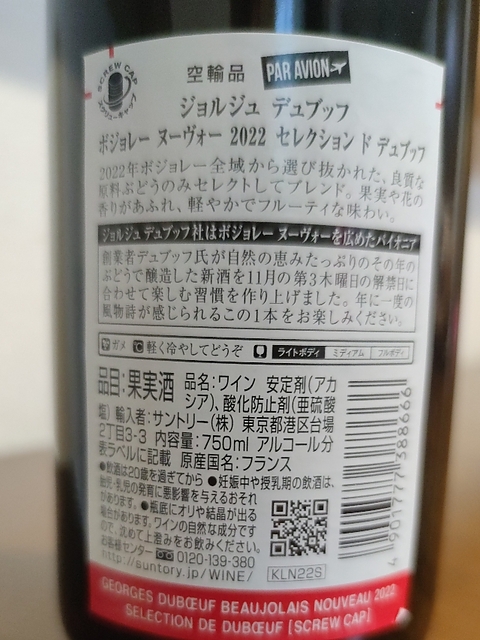 SCREW CAP
スクリューキャップ
空輸品 PAR AVION
ジョルジュ デュブッフ
ボジョレー ヌーヴォー 2022 セレクション ド デュブッフ
2022年ボジョレー全域から選び抜かれた、良質な
原料ぶどうのみセレクトしてブレンド。果実や花の
香りがあふれ、軽やかでフルーティな味わい。
ジョルジュ デュブッフ社はボジョレー ヌーヴォーを広めたパイオニア
創業者デュブッフ氏が自然の恵みたっぷりのその年の
ぶどうで醸造した新酒を11月の第3木曜日の解禁日に
合わせて楽しむ習慣を作り上げました。年に一度の
風物詩が感じられるこの1本をお楽しみください。
ガメ ℃ 軽く冷やしてどうぞ ライトボディ ミディアム フルボディ
品目:果実酒 品名:ワイン 安定剤(アカ
シア)、酸化防止剤(亜硫酸
塩) 輸入者:サントリー(株) 東京都港区台場
2丁目3-3 内容量:750ml アルコール分
表ラベルに記載 原産国名:フランス
●飲酒は20歳を過ぎてから ●妊娠中や授乳期の飲酒は、
胎児・乳児の発育に悪影響を与えるおそれ
があります。●瓶底にオリや結晶が出る
場合があります。ワインの自然な成分です
ので、沈めて上澄みをお飲みください。
お客様センター 0120-139-380
http://suntory.jp/WINE/
KLN22S
4 901777 388666
GEORGES DUBŒUF BEAUJOLAIS NOUVEAU 2022
SELECTION DE DUBŒUF [SCREW CAP]